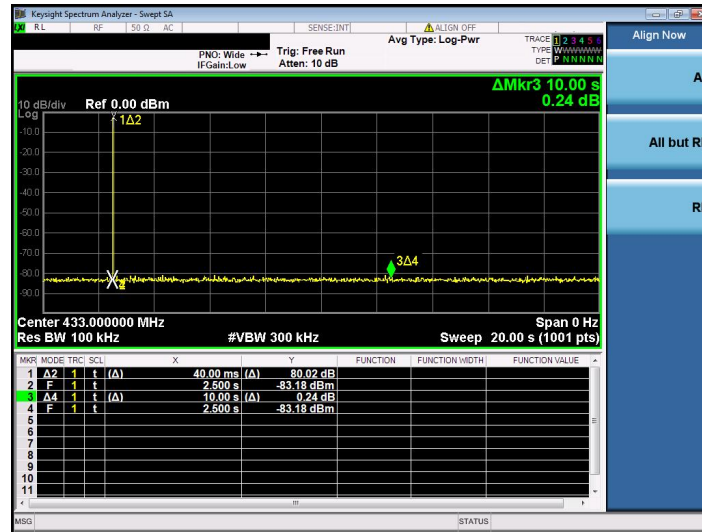 Keysight Spectrum Analyzer - Swept SA
RL RF 50 Ω AC SENSE:INT ALIGN OFF
Align Now
Avg Type: Log-Pwr
TRACE 1 2 3 4 5 6
PNO: Wide Trig: Free Run
TYPE WWWWWW
IFGain:Low Atten: 10 dB
DET P N N N N N
ΔMkr3 10.00 s
0.24 dB
10 dB/div Ref 0.00 dBm
Log
1Δ2
-10.0
-20.0
-30.0
-40.0
-50.0
-60.0
-70.0
3Δ4
-80.0
-90.0
Center 433.000000 MHz Span 0 Hz
Res BW 100 kHz #VBW 300 kHz Sweep 20.00 s (1001 pts)
MKR MODE TRC SCL X Y FUNCTION FUNCTION WIDTH FUNCTION VALUE
1 Δ2 1 t (Δ) 40.00 ms (Δ) 80.02 dB
2 F 1 t 2.500 s -83.18 dBm
3 Δ4 1 t (Δ) 10.00 s (Δ) 0.24 dB
4 F 1 t 2.500 s -83.18 dBm
5
6
7
8
9
10
11
MSG STATUS
A
All but R
R